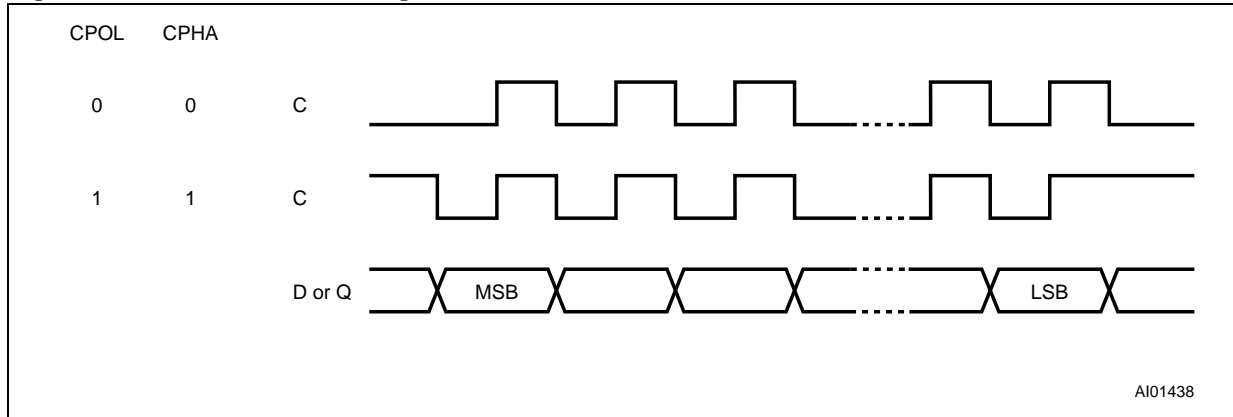 CPOL CPHA
0 0 C
1 1 C
D or Q MSB LSB
AI01438